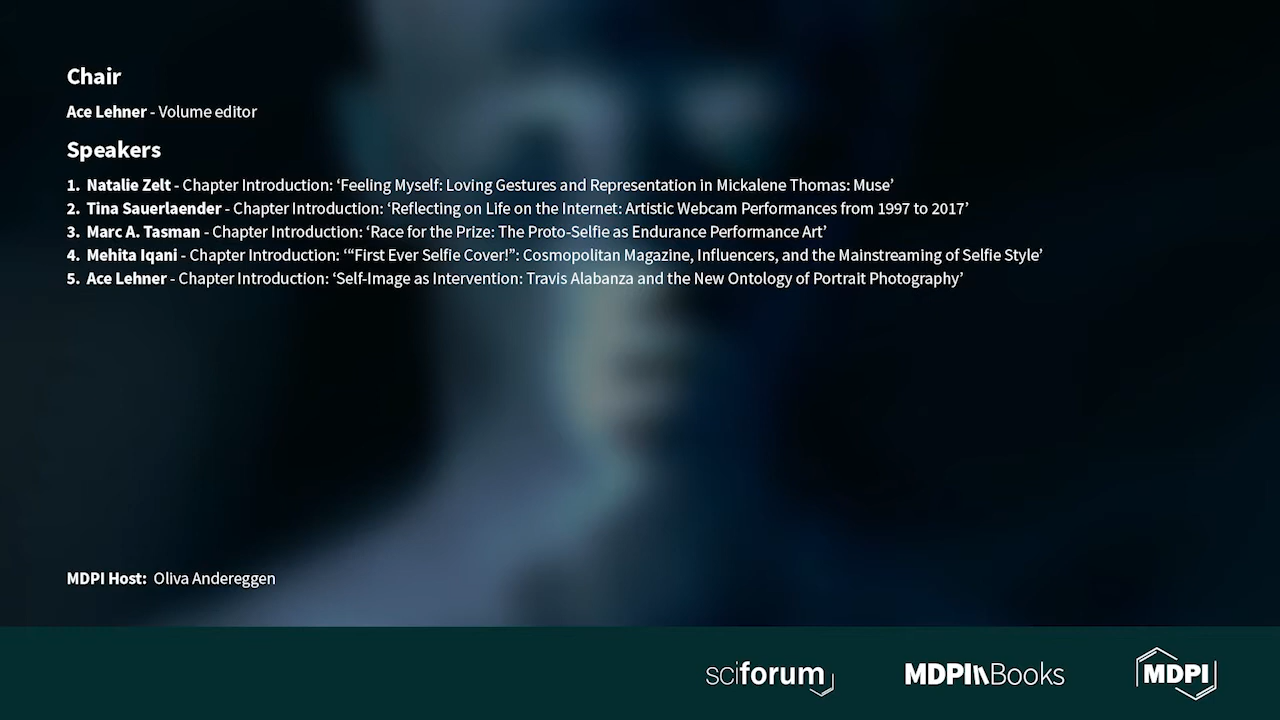 Chair
Ace Lehner - Volume editor
Speakers
1. Natalie Zelt - Chapter Introduction: ‘Feeling Myself: Loving Gestures and Representation in Mickalene Thomas: Muse’
2. Tina Sauerlaender - Chapter Introduction: ‘Reflecting on Life on the Internet: Artistic Webcam Performances from 1997 to 2017’
3. Marc A. Tasman - Chapter Introduction: ‘Race for the Prize: The Proto-Selfie as Endurance Performance Art’
4. Mehita Iqani - Chapter Introduction: ‘“First Ever Selfie Cover!”: Cosmopolitan Magazine, Influencers, and the Mainstreaming of Selfie Style’
5. Ace Lehner - Chapter Introduction: ‘Self-Image as Intervention: Travis Alabanza and the New Ontology of Portrait Photography’
MDPI Host: Oliva Andereggen
sciforum MDPI Books MDPI